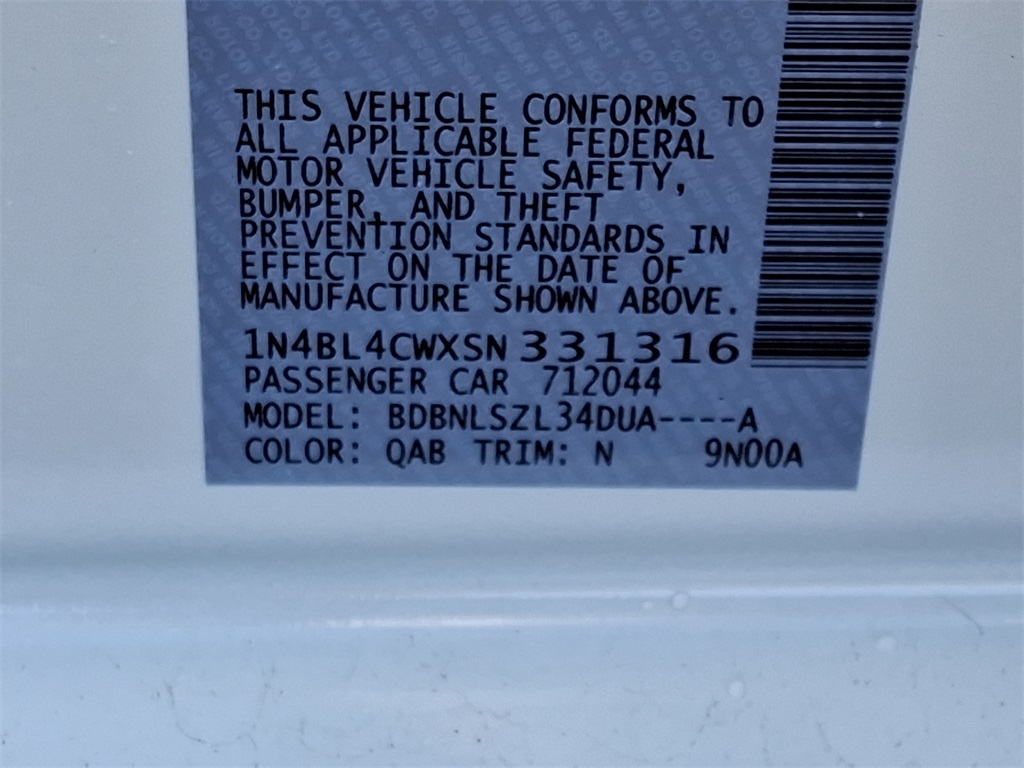 THIS VEHICLE CONFORMS TO
ALL APPLICABLE FEDERAL
MOTOR VEHICLE SAFETY,
BUMPER, AND THEFT
PREVENTION STANDARDS IN
EFFECT ON THE DATE OF
MANUFACTURE SHOWN ABOVE.
1N4BL4CWXSN331316
PASSENGER CAR 712044
MODEL: BDBNLSZL34DUA----A
COLOR: QAB TRIM: N 9N00A